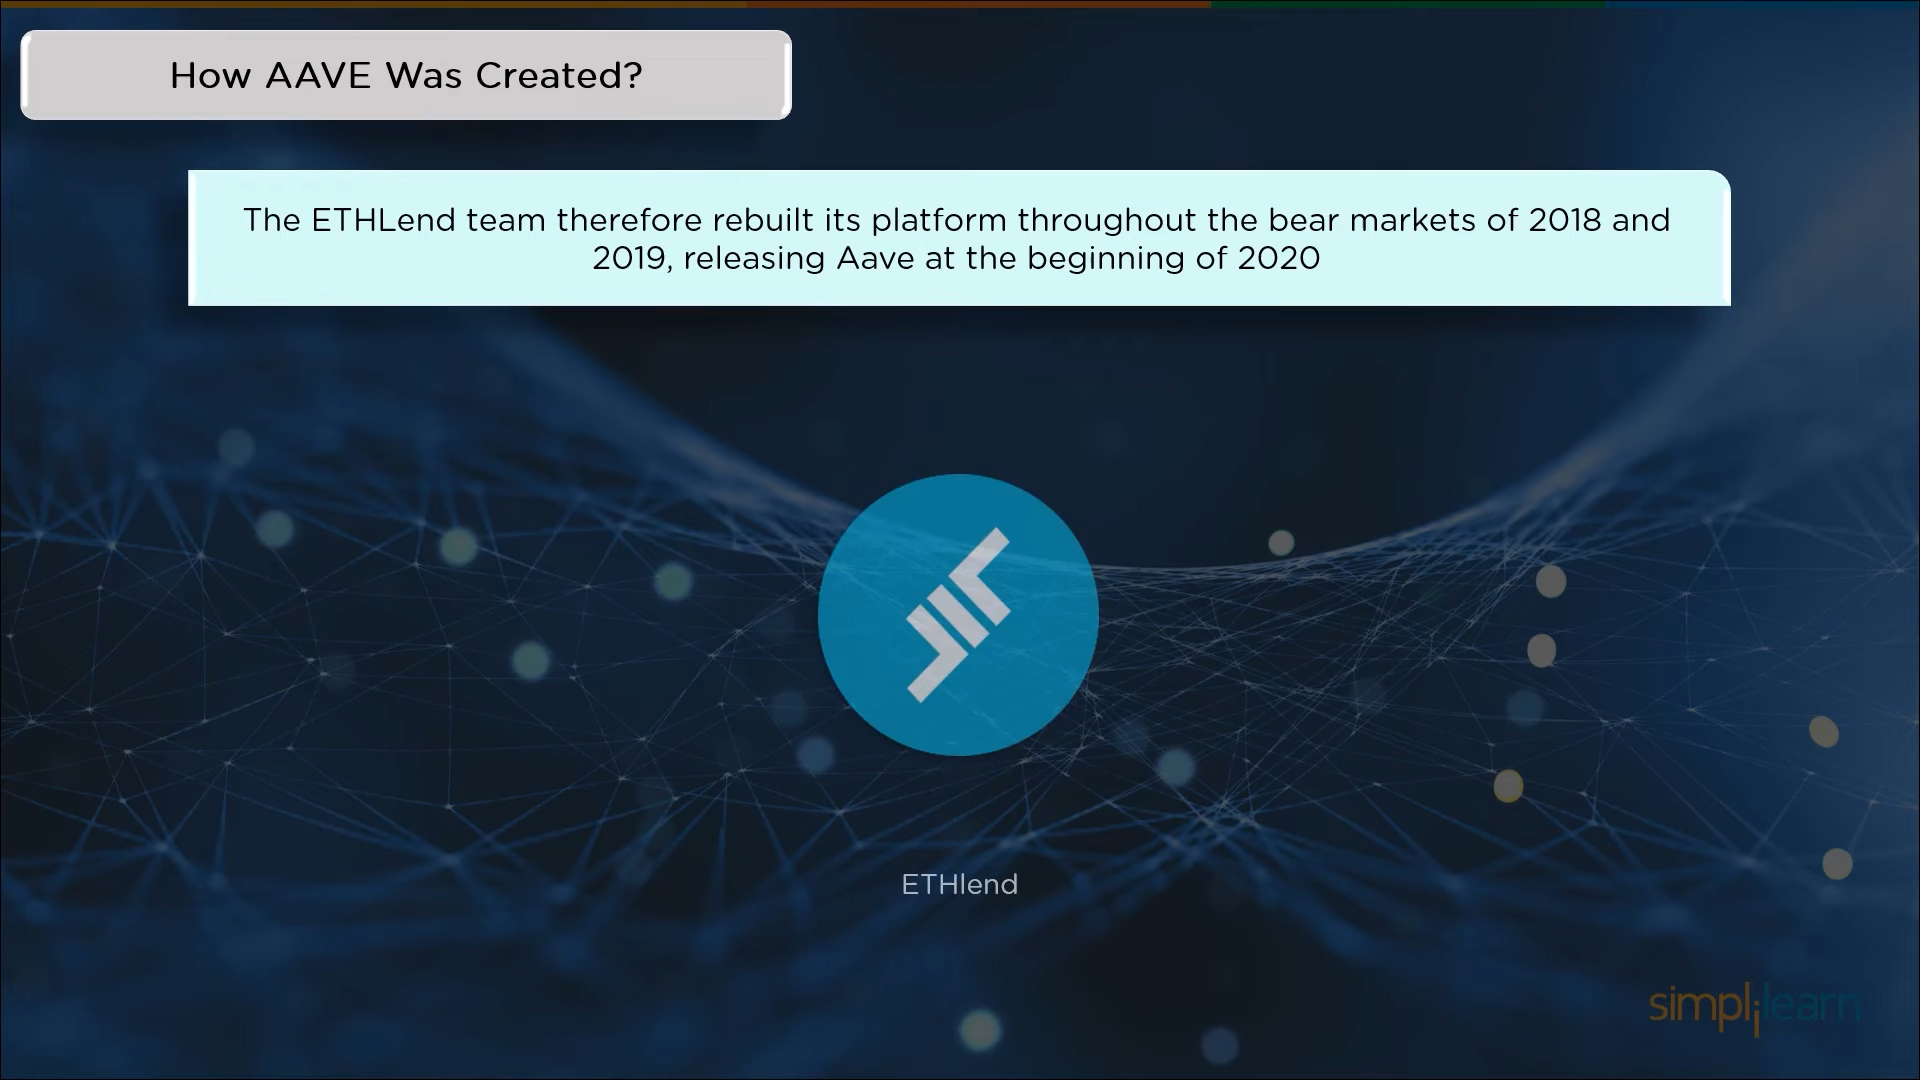 How AAVE Was Created?
The ETHLend team therefore rebuilt its platform throughout the bear markets of 2018 and
2019, releasing Aave at the beginning of 2020
ETHlend
simplilearn